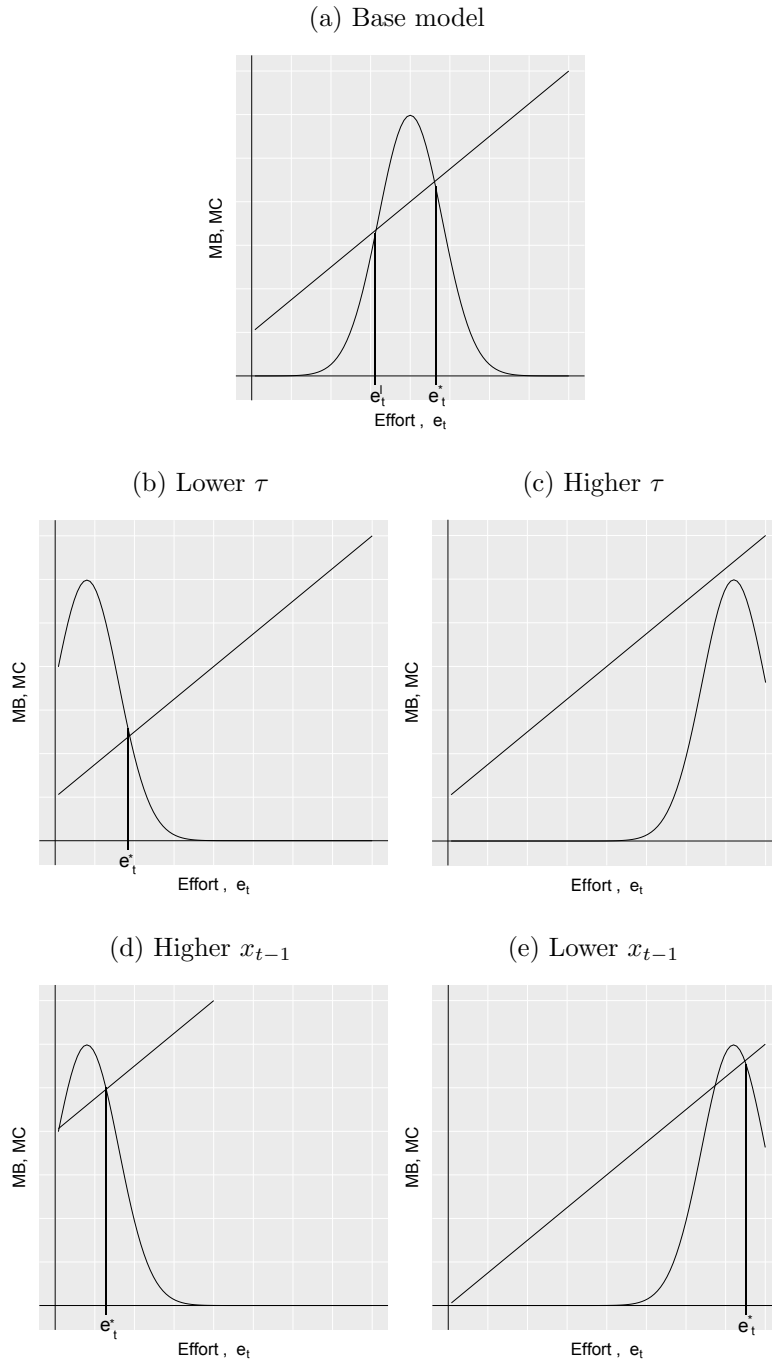 (a) Base model
MB, MC
e_t^l e_t^*
Effort , e_t
(b) Lower τ
MB, MC
e_t^*
Effort , e_t
(c) Higher τ
MB, MC
Effort , e_t
(d) Higher x_{t−1}
MB, MC
e_t^*
Effort , e_t
(e) Lower x_{t−1}
MB, MC
e_t^*
Effort , e_t